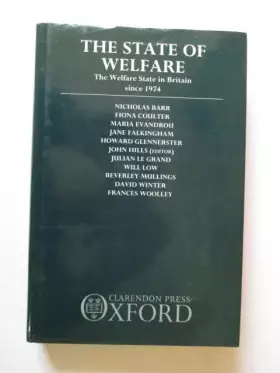 THE STATE OF
WELFARE
The Welfare State in Britain
since 1974
NICHOLAS BARR
FIONA COULTER
MARIA EVANDROU
JANE FALKINGHAM
HOWARD GLENNERSTER
JOHN HILLS (EDITOR)
JULIAN LE GRAND
WILL LOW
BEVERLEY MULLINGS
DAVID WINTER
FRANCES WOOLLEY
CLARENDON PRESS
OXFORD